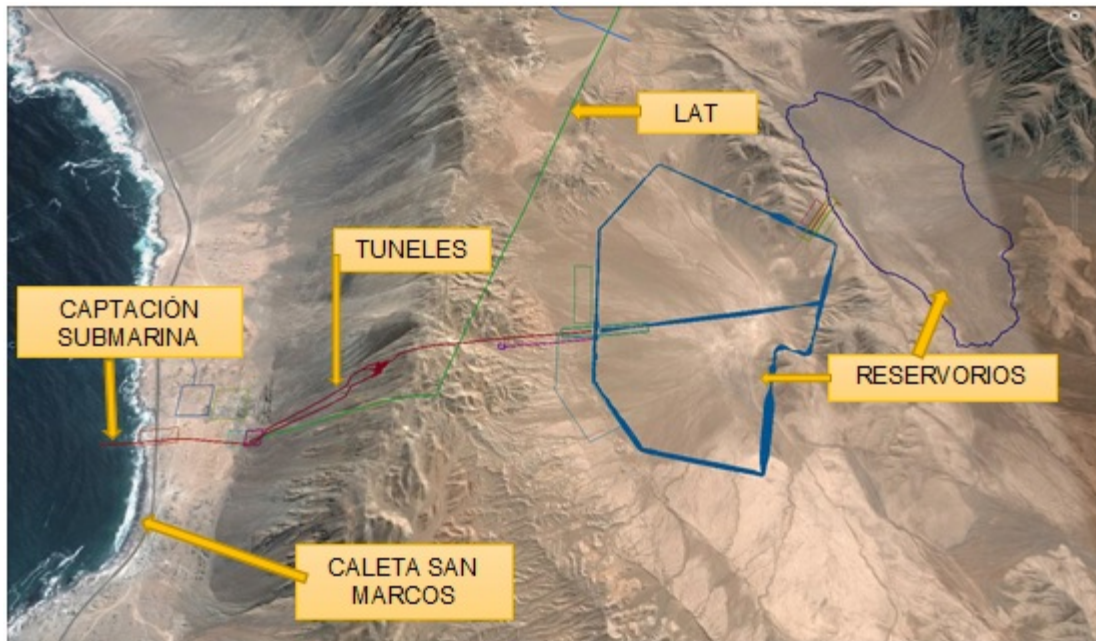 LAT
TUNELES
CAPTACIÓN
SUBMARINA
RESERVORIOS
CALETA SAN
MARCOS